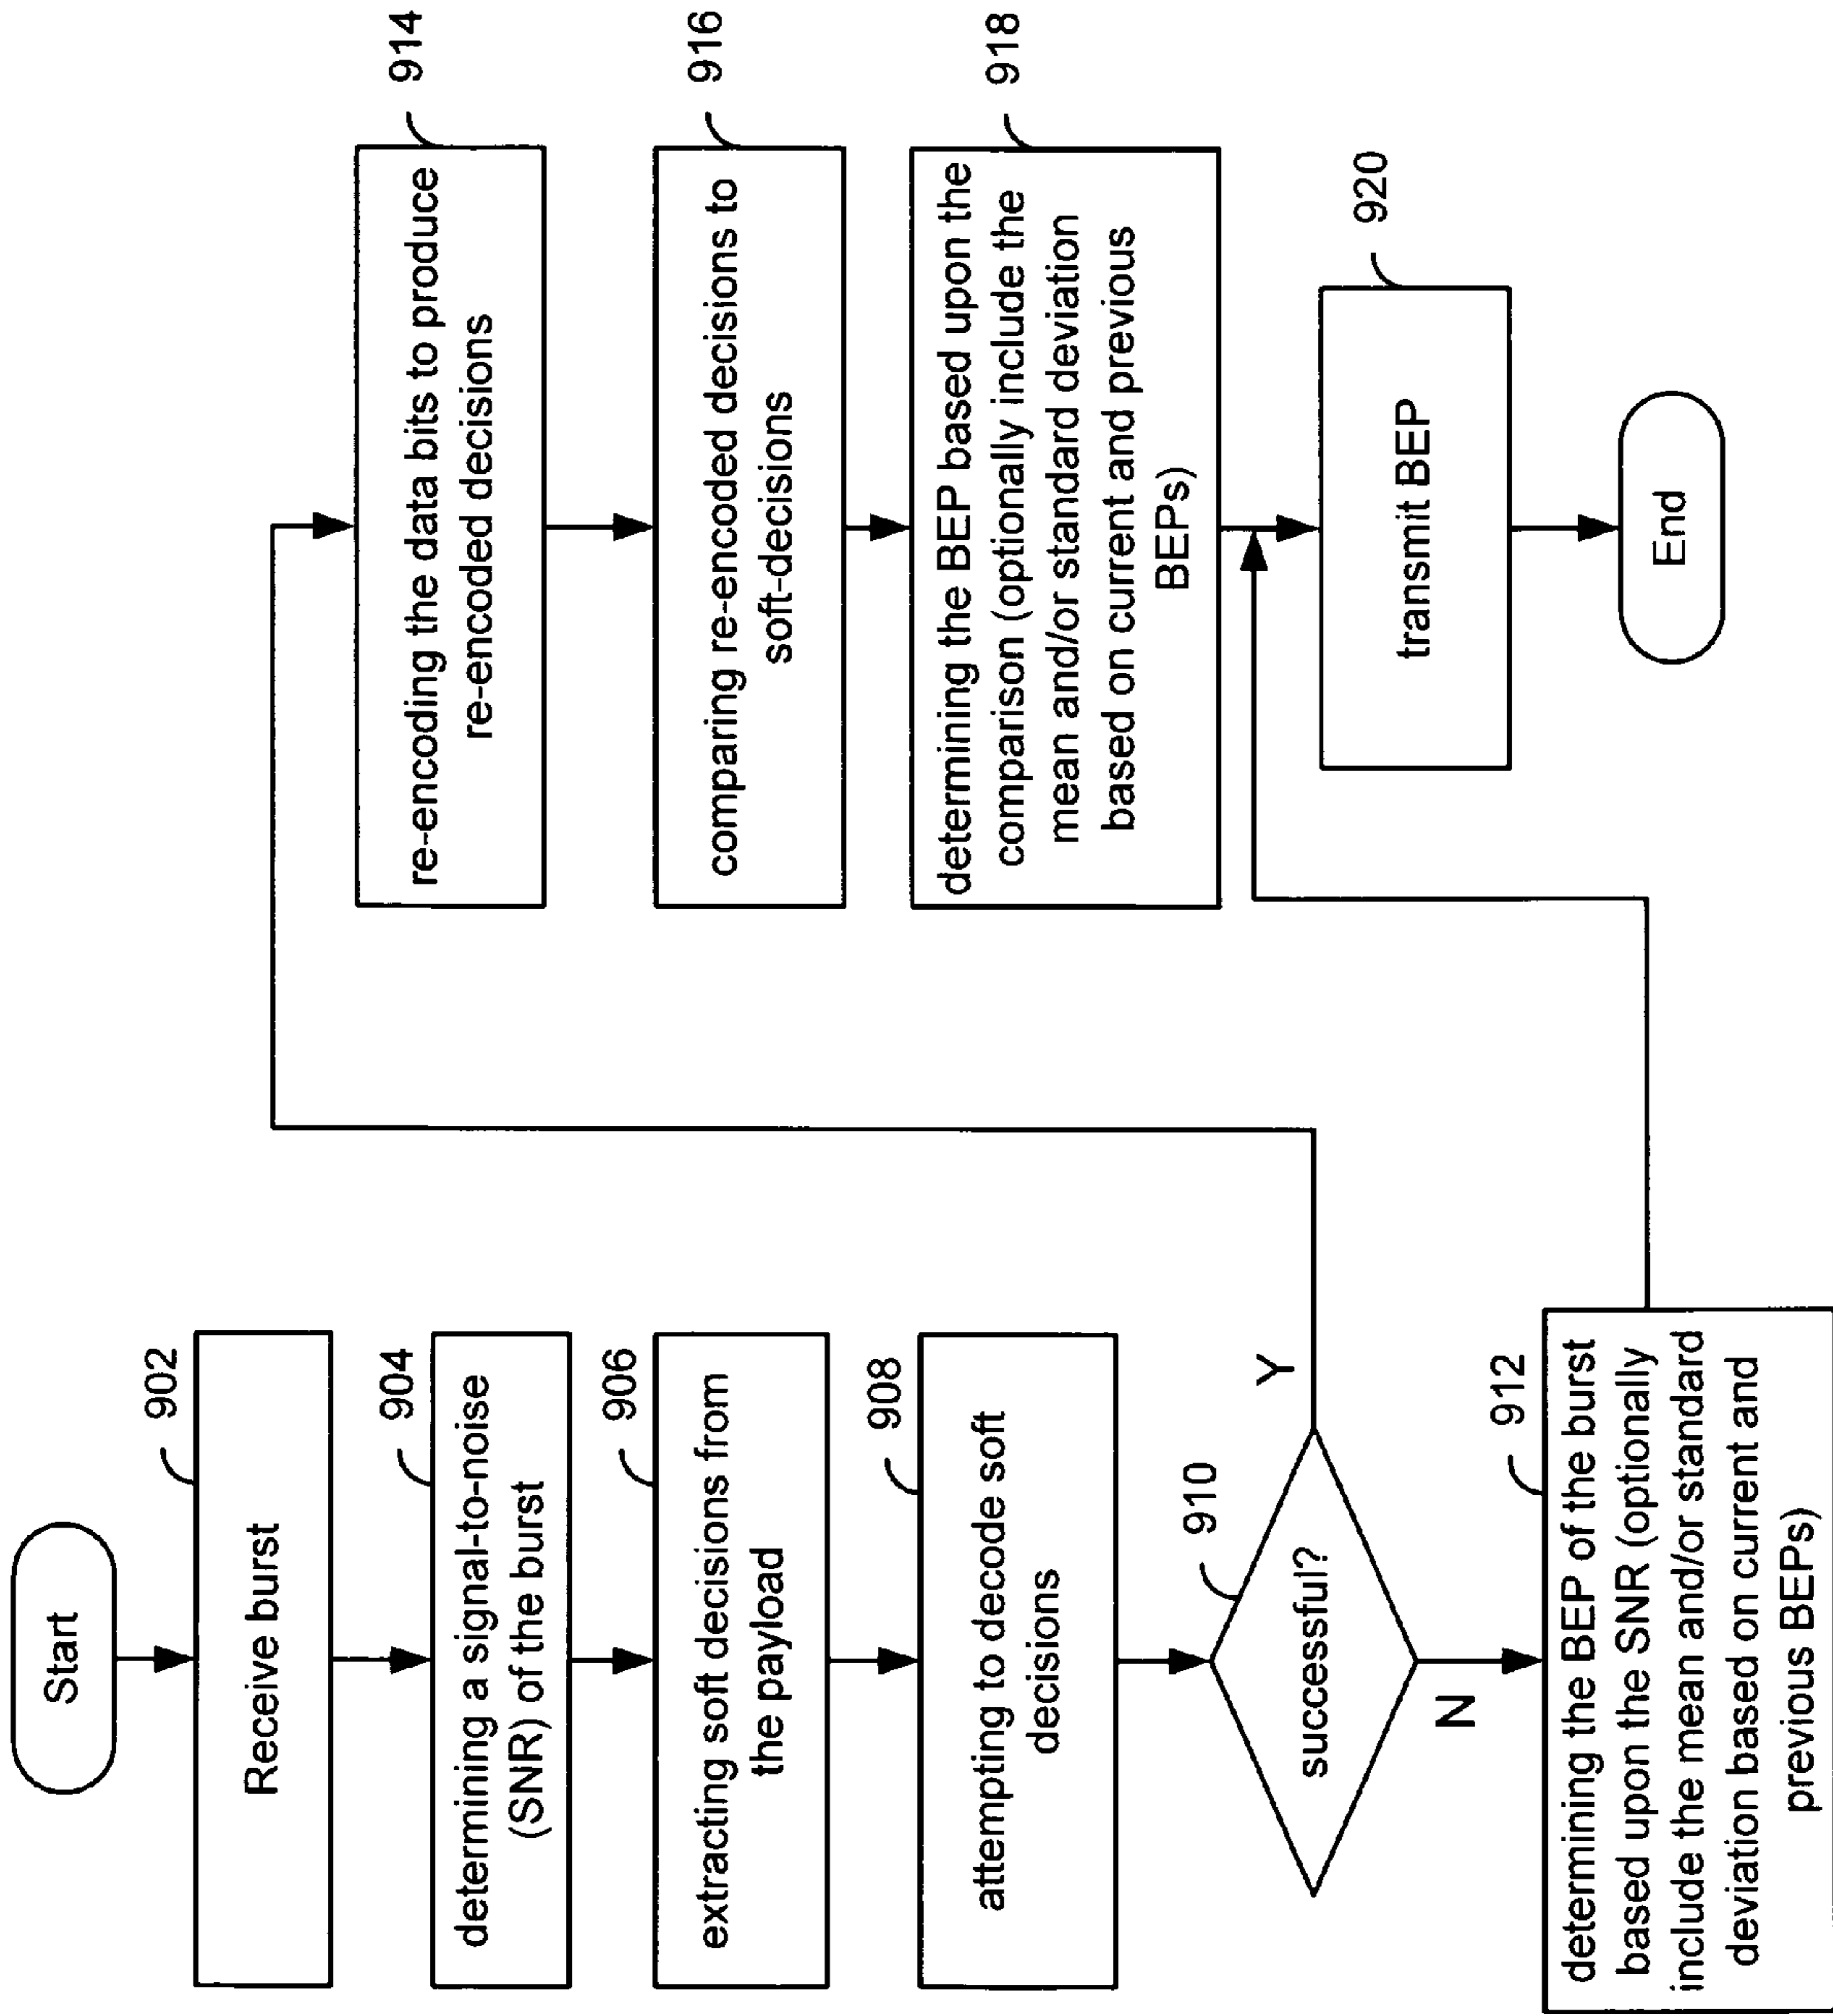 Start
902
Receive burst
904
determining a signal-to-noise
(SNR) of the burst
906
extracting soft decisions from
the payload
908
attempting to decode soft
decisions
910
successful?
Y
N
912
determining the BEP of the burst
based upon the SNR (optionally
include the mean and/or standard
deviation based on current and
previous BEPs)
914
re-encoding the data bits to produce
re-encoded decisions
916
comparing re-encoded decisions to
soft-decisions
918
determining the BEP based upon the
comparison (optionally include the
mean and/or standard deviation
based on current and previous
BEPs)
920
transmit BEP
End